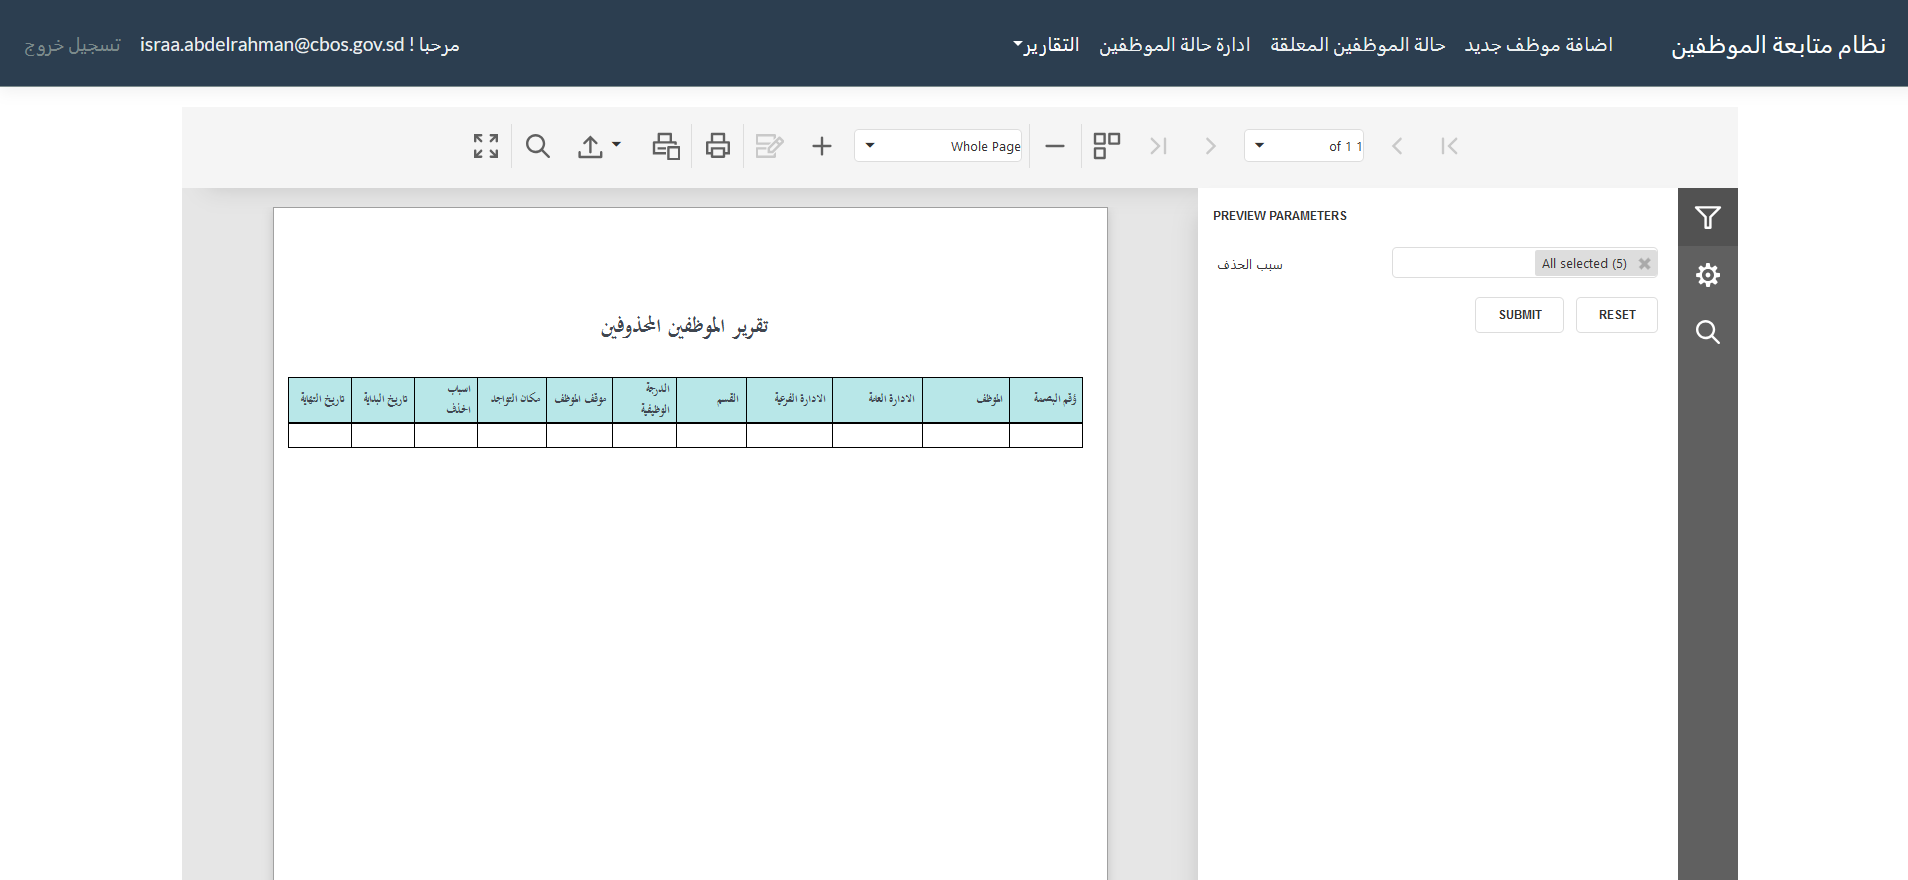 نظام متابعة الموظفين
اضافة موظف جديد
حالة الموظفين المعلقة
ادارة حالة الموظفين
التقارير
مرحبا ! israa.abdelrahman@cbos.gov.sd
تسجيل خروج
Whole Page
of 1 1
PREVIEW PARAMETERS
سبب الحذف
All selected (5)
SUBMIT
RESET
تقرير الموظفين المحذوفين
رقم البصمة
الموظف
الادارة العامة
الادارة الفرعية
القسم
الدرجة
الوظيفية
موقف الموظف
مكان التواجد
اسباب
الحذف
تاريخ البداية
تاريخ النهاية